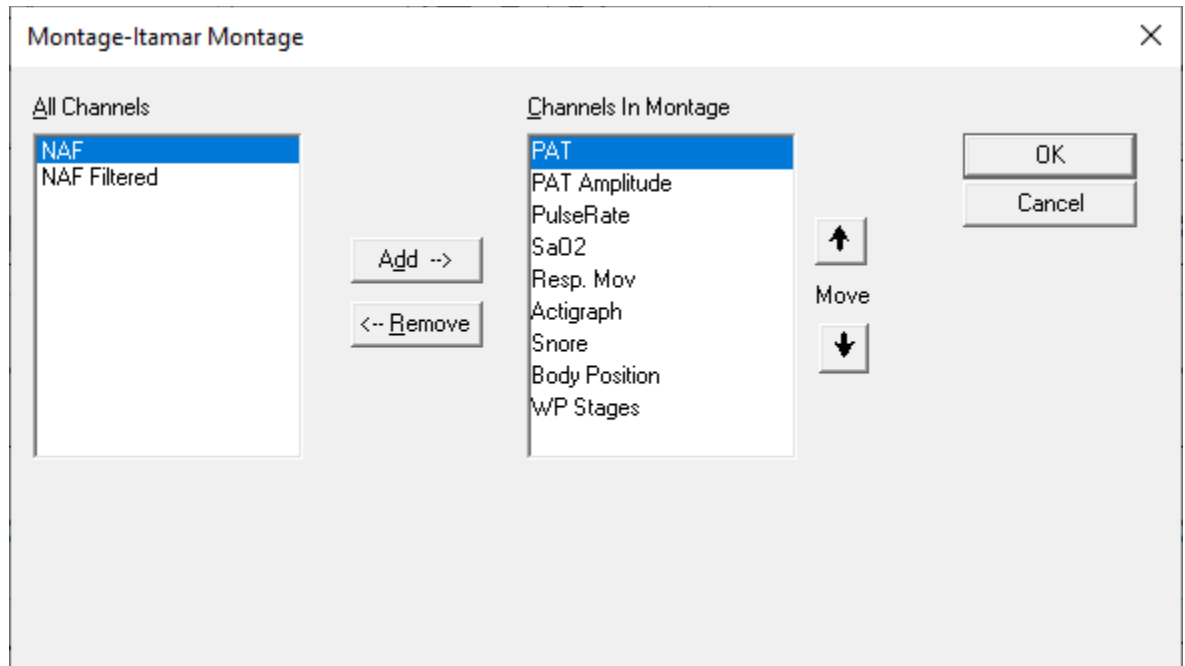 Montage-Itamar Montage
All Channels
NAF
NAF Filtered
Add -->
<-- Remove
Channels In Montage
PAT
PAT Amplitude
PulseRate
SaO2
Resp. Mov
Actigraph
Snore
Body Position
WP Stages
Move
OK
Cancel